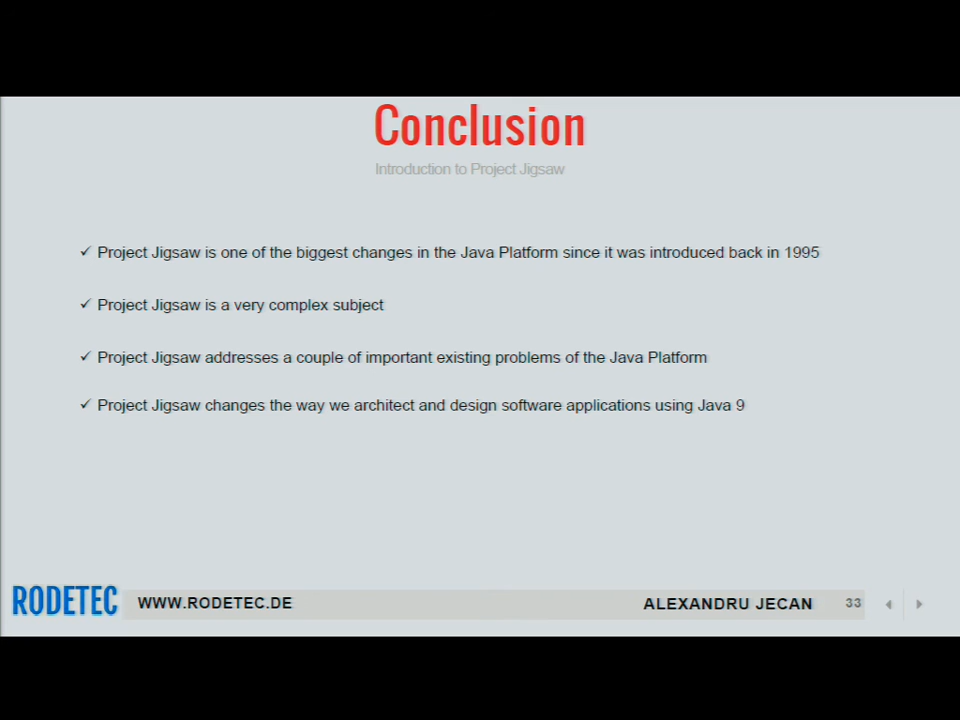 Conclusion
Introduction to Project Jigsaw
✓ Project Jigsaw is one of the biggest changes in the Java Platform since it was introduced back in 1995
✓ Project Jigsaw is a very complex subject
✓ Project Jigsaw addresses a couple of important existing problems of the Java Platform
✓ Project Jigsaw changes the way we architect and design software applications using Java 9
RODETEC WWW.RODETEC.DE ALEXANDRU JECAN 33